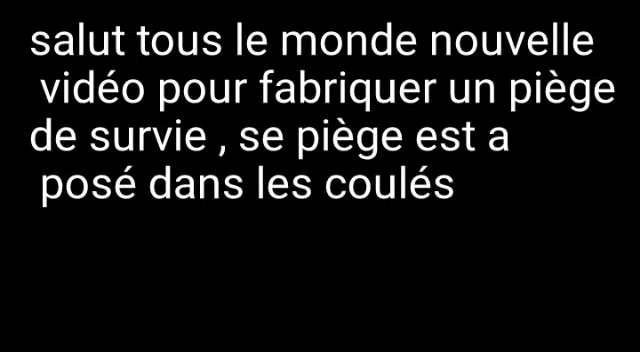 salut tous le monde nouvelle
vidéo pour fabriquer un piège
de survie , se piège est a
posé dans les coulés